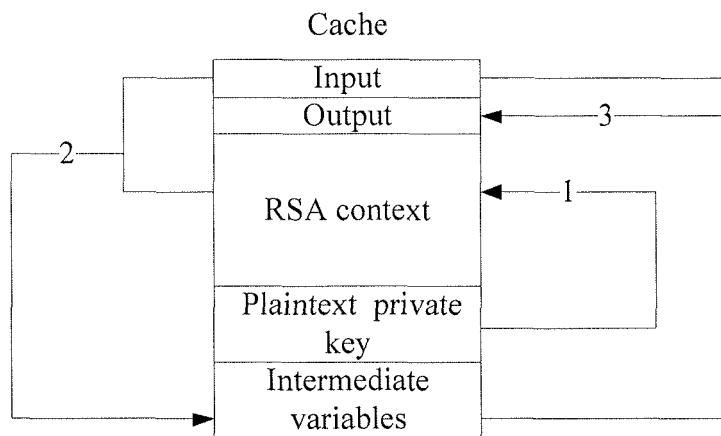 Cache
Input
Output
3
2
RSA context
1
Plaintext private
key
Intermediate
variables